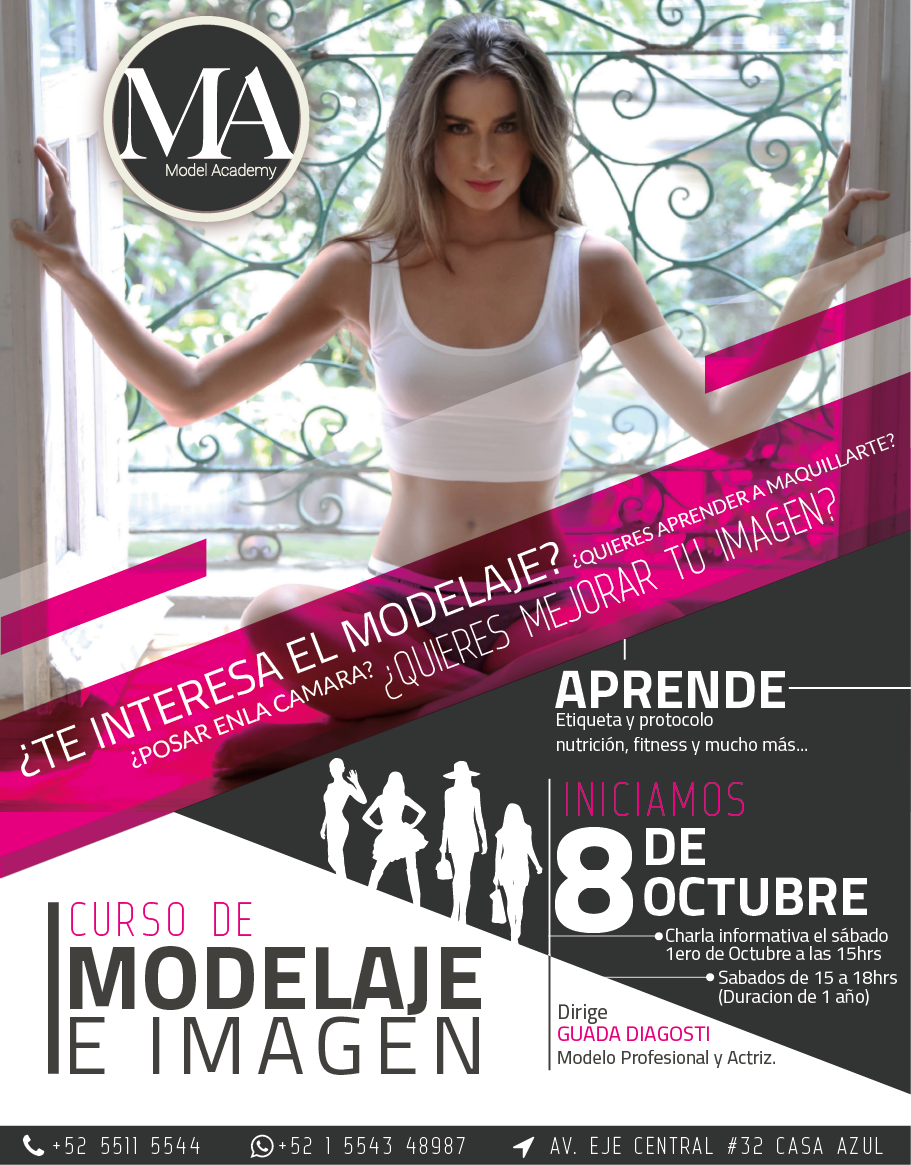 MA
Model Academy
¿TE INTERESA EL MODELAJE?
¿QUIERES APRENDER A MAQUILLARTE?
¿POSAR ENLA CAMARA?
¿QUIERES MEJORAR TU IMAGEN?
APRENDE
Etiqueta y protocolo
nutrición, fitness y mucho más...
INICIAMOS
8 DE
OCTUBRE
Charla informativa el sábado
1ero de Octubre a las 15hrs
Sabados de 15 a 18hrs
(Duracion de 1 año)
CURSO DE
MODELAJE
E IMAGEN
Dirige
GUADA DIAGOSTI
Modelo Profesional y Actriz.
+52 5511 5544
+52 1 5543 48987
AV. EJE CENTRAL #32 CASA AZUL